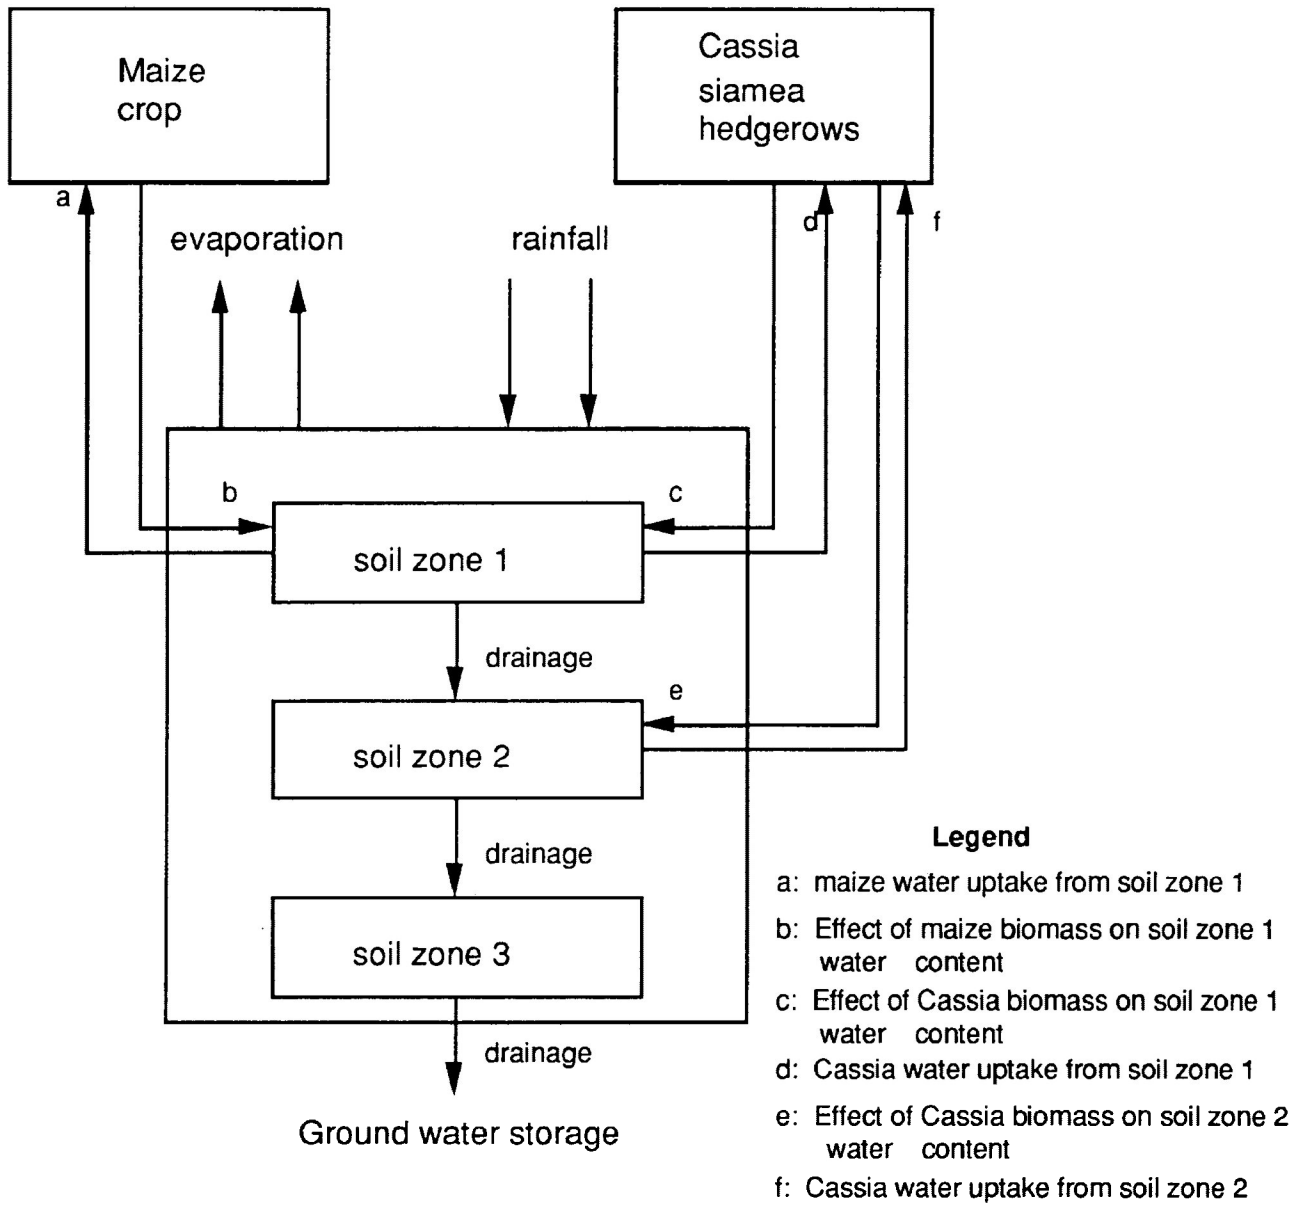 Maize
crop
Cassia
siamea
hedgerows
a
d
f
evaporation
rainfall
b
c
soil zone 1
drainage
e
soil zone 2
drainage
soil zone 3
drainage
Ground water storage
Legend
a: maize water uptake from soil zone 1
b: Effect of maize biomass on soil zone 1
water content
c: Effect of Cassia biomass on soil zone 1
water content
d: Cassia water uptake from soil zone 1
e: Effect of Cassia biomass on soil zone 2
water content
f: Cassia water uptake from soil zone 2